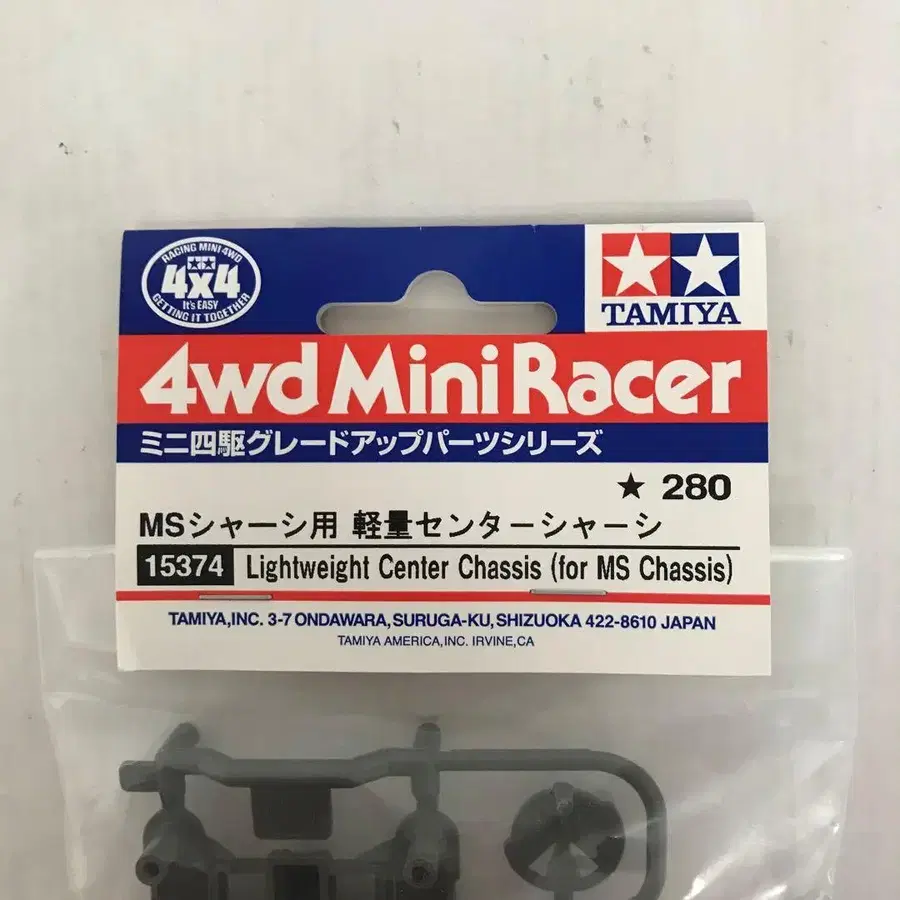 RACING MINI 4WD
4x4
It's EASY
GETTING IT TOGETHER
TAMIYA
4wd Mini Racer
ミニ四駆グレードアップパーツシリーズ
★ 280
MSシャーシ用 軽量センターシャーシ
15374 Lightweight Center Chassis (for MS Chassis)
TAMIYA,INC. 3-7 ONDAWARA,SURUGA-KU,SHIZUOKA 422-8610 JAPAN
TAMIYA AMERICA,INC. IRVINE,CA